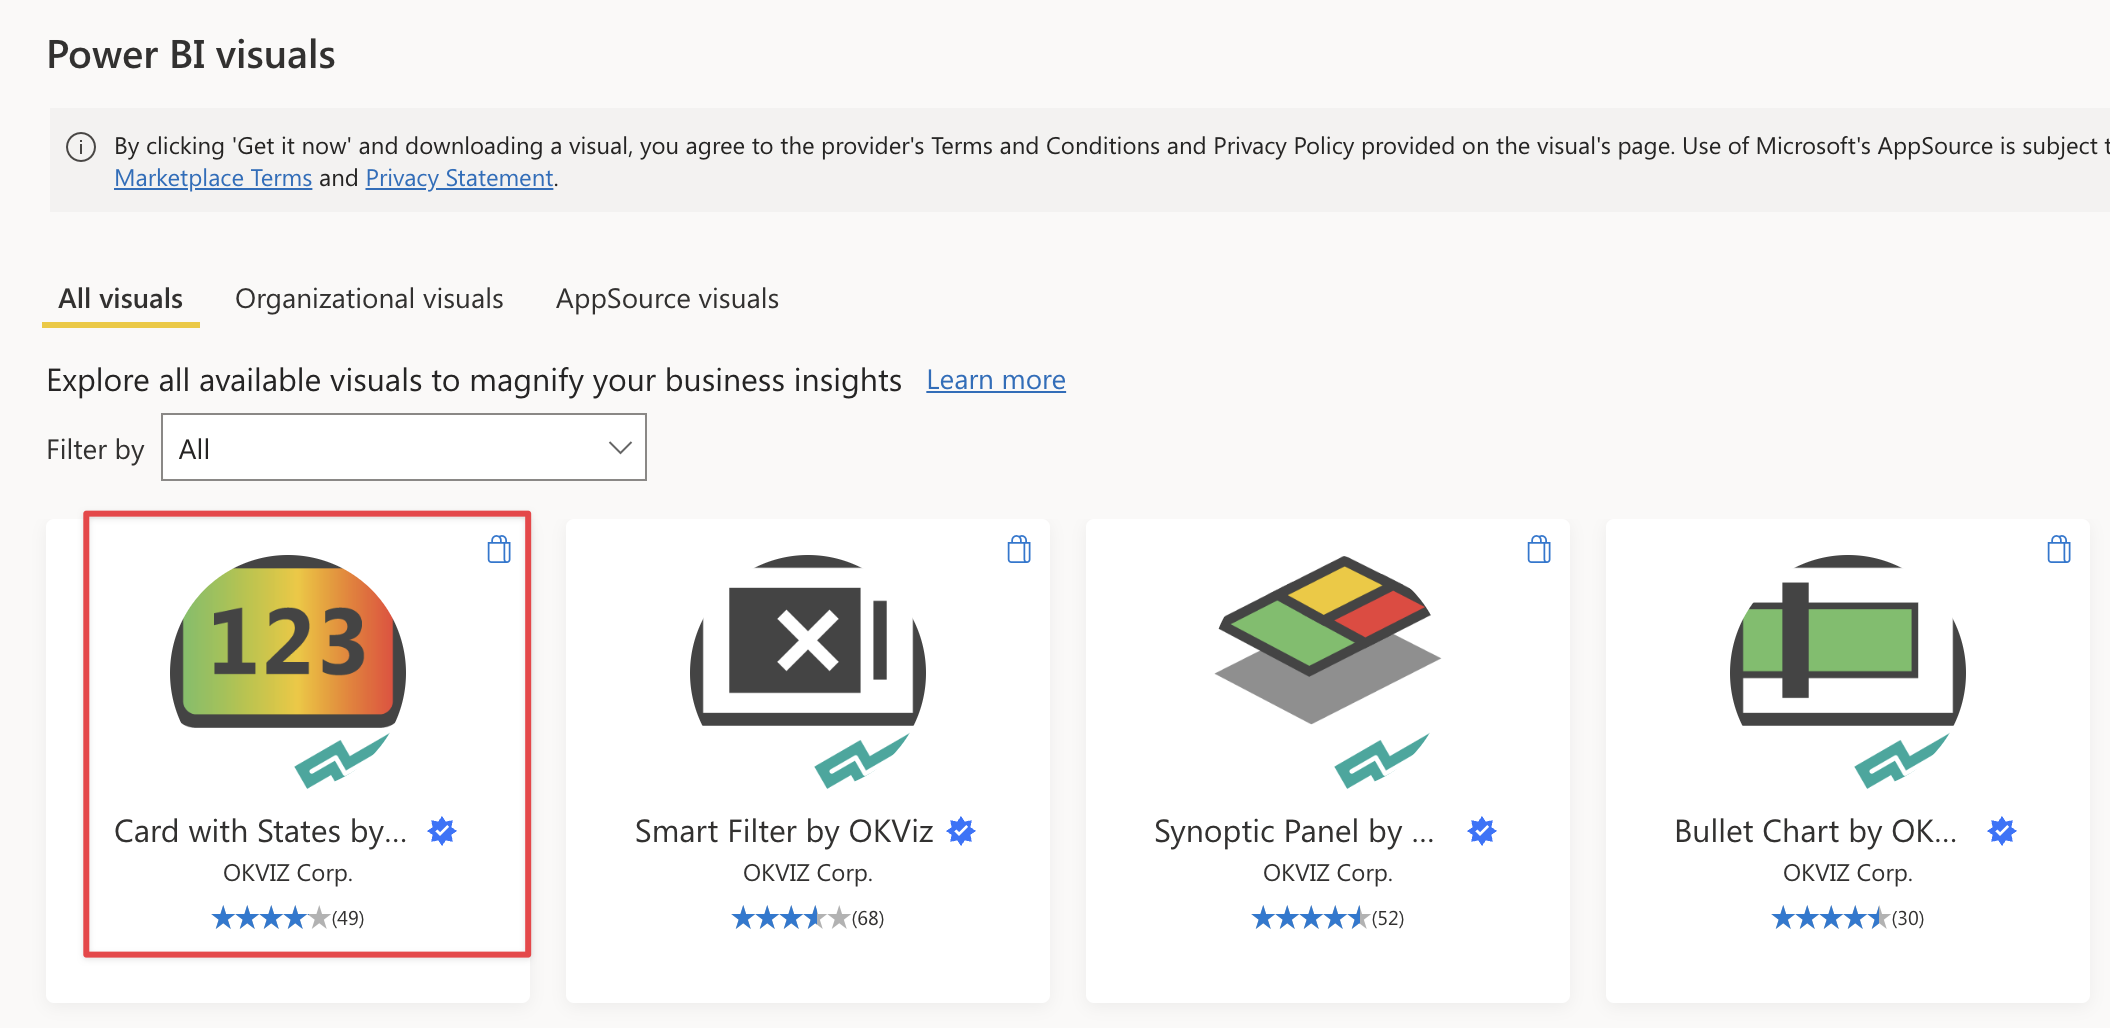 Power BI visuals
By clicking 'Get it now' and downloading a visual, you agree to the provider's Terms and Conditions and Privacy Policy provided on the visual's page. Use of Microsoft's AppSource is subject
Marketplace Terms and Privacy Statement.
All visuals Organizational visuals AppSource visuals
Explore all available visuals to magnify your business insights Learn more
Filter by All
123
Card with States by... Smart Filter by OKViz Synoptic Panel by ... Bullet Chart by OK...
OKVIZ Corp. OKVIZ Corp. OKVIZ Corp. OKVIZ Corp.
(49) (68) (52) (30)